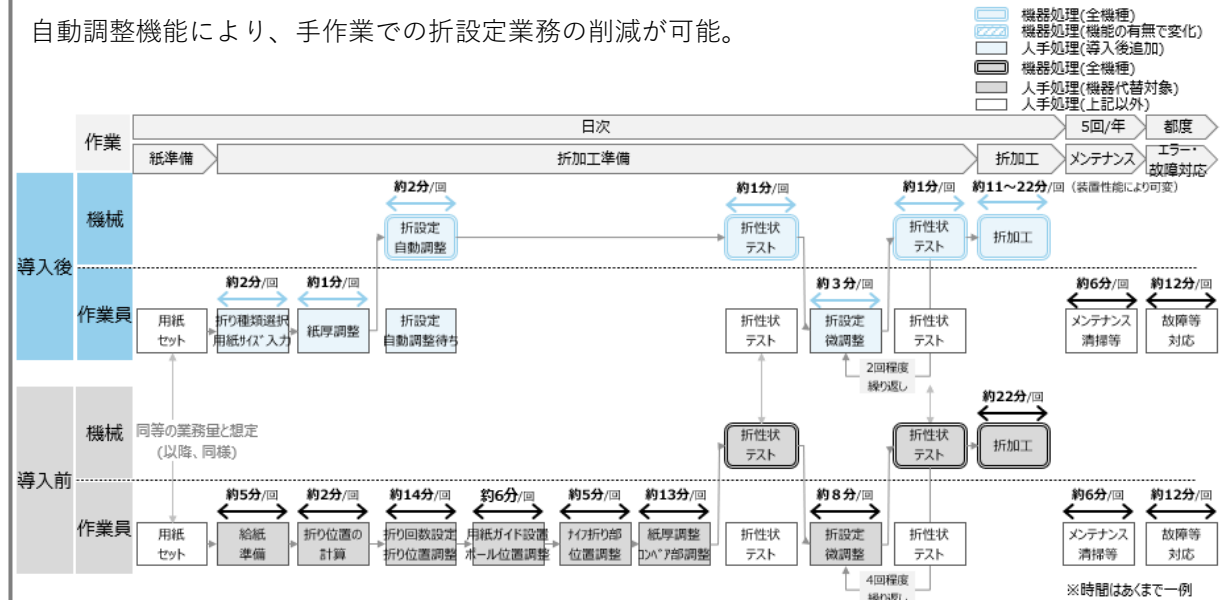 自動調整機能により、手作業での折設定業務の削減が可能。
機器処理(全機種)
機器処理(機能の有無で変化)
人手処理(導入後追加)
機器処理(全機種)
人手処理(機器代替対象)
人手処理(上記以外)
作業
日次
5回/年
都度
紙準備
折加工準備
折加工
メンテナンス
エラー・
故障対応
導入後
機械
約2分/回
約1分/回
約1分/回
約11～22分/回（装置性能により可変）
折設定
自動調整
折性状
テスト
折性状
テスト
折加工
作業員
約2分/回
約1分/回
約３分/回
約6分/回
約12分/回
用紙
セット
折り種類選択
用紙ｻｲｽﾞ入力
紙厚調整
折設定
自動調整待ち
折性状
テスト
折設定
微調整
折性状
テスト
メンテナンス
清掃等
故障等
対応
2回程度
繰り返し
導入前
機械
同等の業務量と想定
(以降、同様)
約22分/回
折性状
テスト
折性状
テスト
折加工
作業員
約5分/回
約2分/回
約14分/回
約6分/回
約5分/回
約13分/回
約８分/回
約6分/回
約12分/回
用紙
セット
給紙
準備
折り位置の
計算
折り回数設定
折り位置調整
用紙ガイド設置
ボール位置調整
ﾅｲﾌ折り部
位置調整
紙厚調整
ｺﾝﾍﾞｱ部調整
折性状
テスト
折設定
微調整
折性状
テスト
メンテナンス
清掃等
故障等
対応
4回程度
繰り返し
※時間はあくまで一例